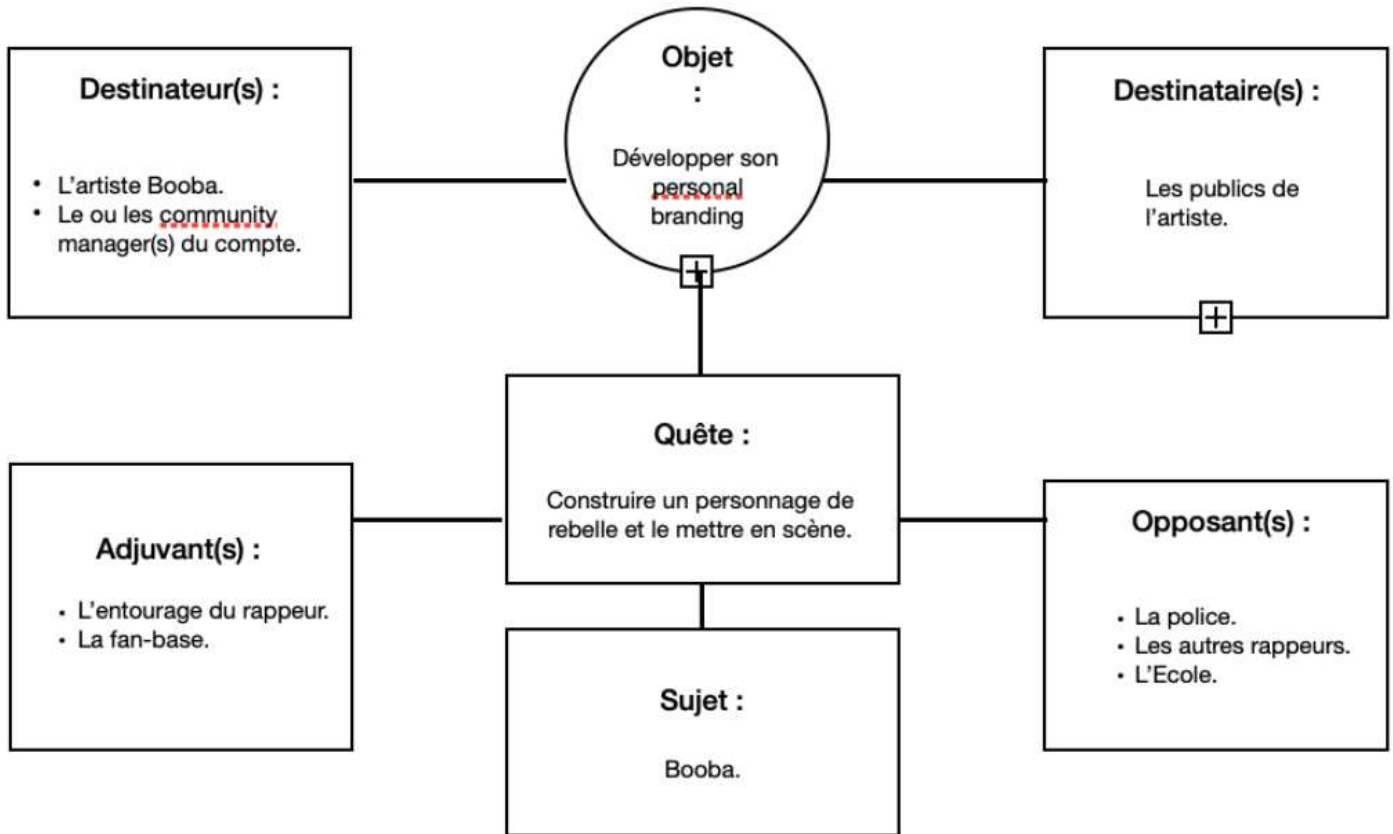 Destinateur(s) :
• L'artiste Booba.
• Le ou les community
manager(s) du compte.
Objet
:
Développer son
personal
branding
Destinataire(s) :
Les publics de
l'artiste.
Quête :
Construire un personnage de
rebelle et le mettre en scène.
Adjuvant(s) :
• L'entourage du rappeur.
• La fan-base.
Opposant(s) :
• La police.
• Les autres rappeurs.
• L'Ecole.
Sujet :
Booba.